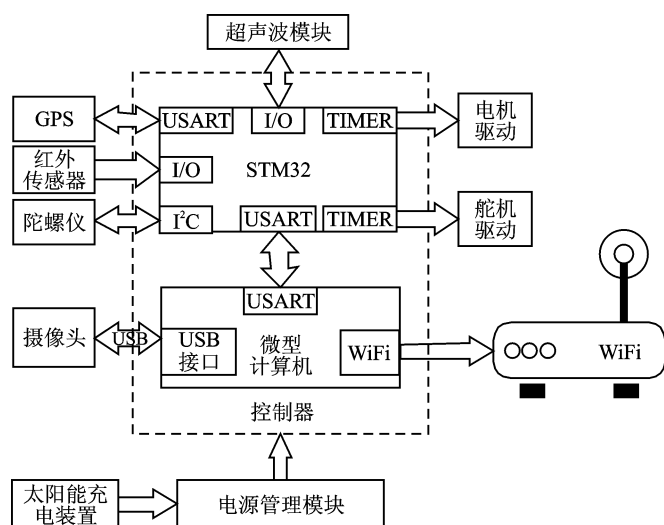 超声波模块
GPS
USART
I/O
TIMER
电机
驱动
红外
传感器
I/O
STM32
陀螺仪
I²C
USART
TIMER
舵机
驱动
USART
摄像头
USB
USB
接口
微型
计算机
WiFi
WiFi
控制器
太阳能充
电装置
电源管理模块